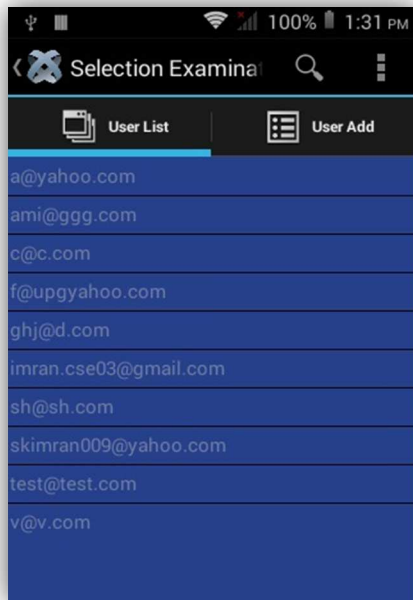 100% 1:31 PM
Selection Examinat
User List User Add
a@yahoo.com
ami@ggg.com
c@c.com
f@upgyahoo.com
ghj@d.com
imran.cse03@gmail.com
sh@sh.com
skimran009@yahoo.com
test@test.com
v@v.com